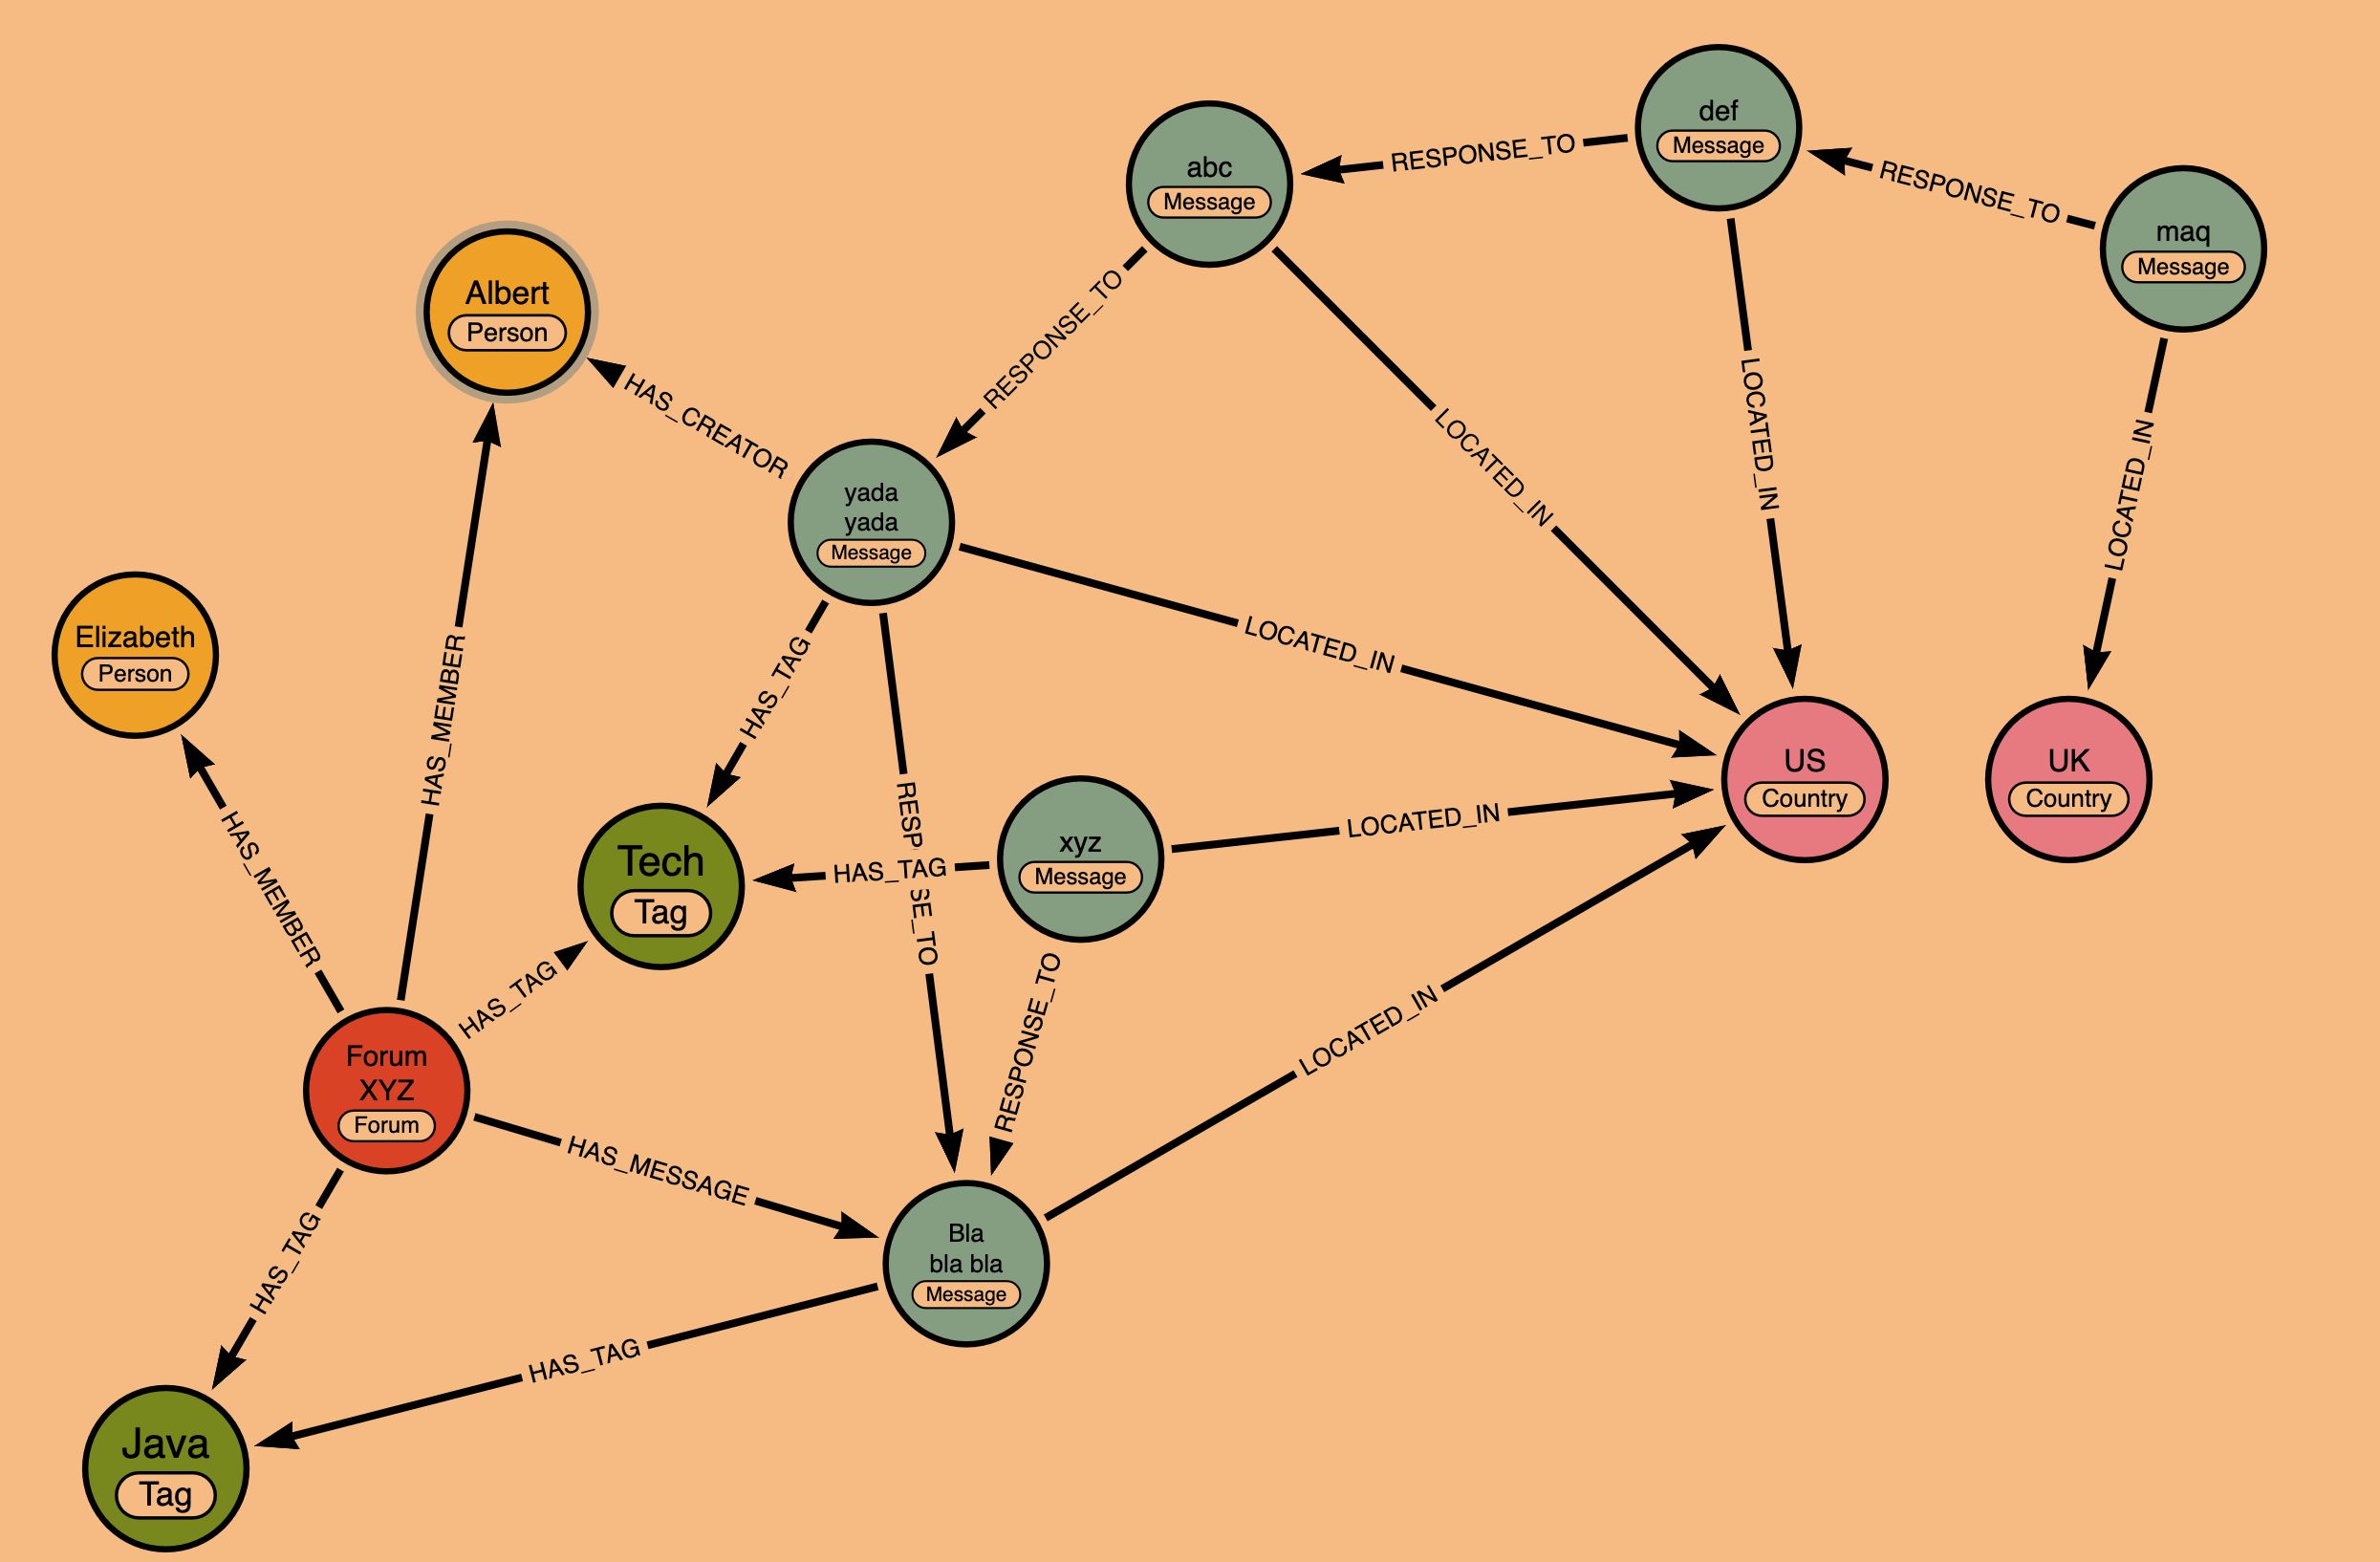 def
Message
abc
Message
RESPONSE_TO
RESPONSE_TO
maq
Message
Albert
Person
RESPONSE_TO
HAS_CREATOR
LOCATED_IN
LOCATED_IN
LOCATED_IN
yada
yada
Message
Elizabeth
Person
LOCATED_IN
HAS_TAG
HAS_MEMBER
US
Country
UK
Country
LOCATED_IN
xyz
Message
Tech
Tag
HAS_TAG
RESP
SE_TO
HAS_MEMBER
HAS_TAG
RESPONSE_TO
LOCATED_IN
Forum
XYZ
Forum
HAS_MESSAGE
Bla
bla bla
Message
HAS_TAG
HAS_TAG
Java
Tag